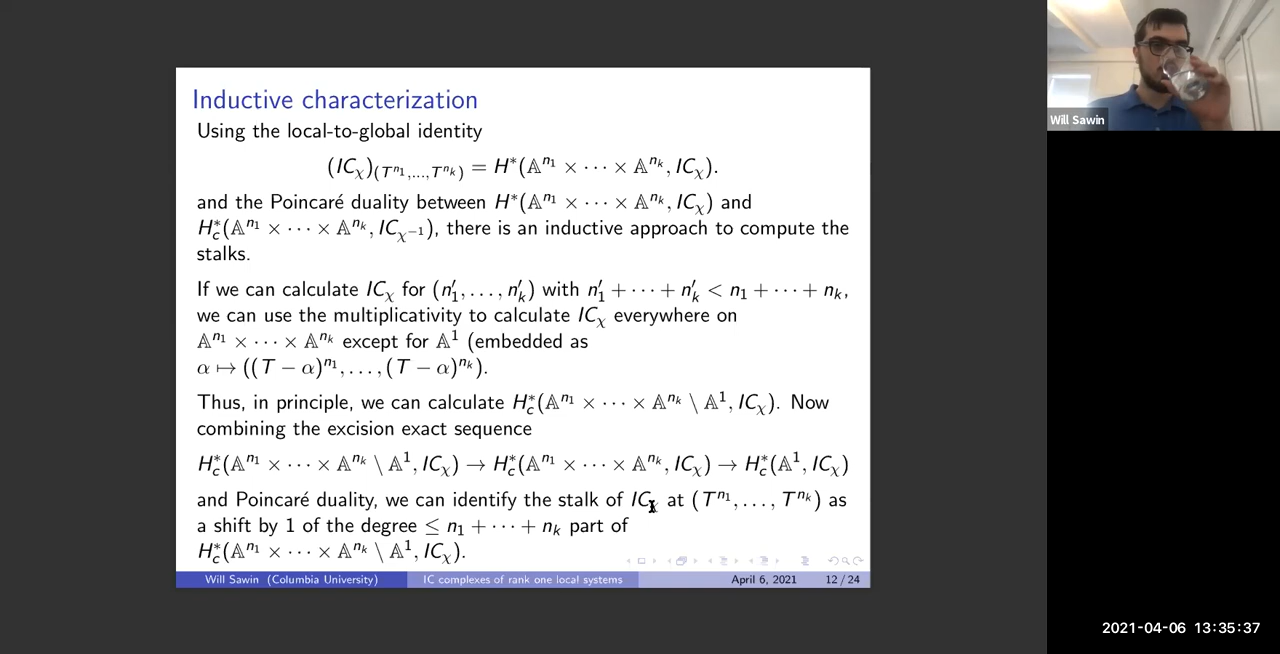 Inductive characterization
Using the local-to-global identity
(IC_χ)_{(T^{n_1},...,T^{n_k})} = H*(𝔸^{n_1} × ··· × 𝔸^{n_k}, IC_χ).
and the Poincaré duality between H*(𝔸^{n_1} × ··· × 𝔸^{n_k}, IC_χ) and
H_c^*(𝔸^{n_1} × ··· × 𝔸^{n_k}, IC_{χ^{-1}}), there is an inductive approach to compute the
stalks.
If we can calculate IC_χ for (n'_1, ..., n'_k) with n'_1 + ··· + n'_k < n_1 + ··· + n_k,
we can use the multiplicativity to calculate IC_χ everywhere on
𝔸^{n_1} × ··· × 𝔸^{n_k} except for 𝔸^1 (embedded as
α ↦ ((T − α)^{n_1}, ..., (T − α)^{n_k}).
Thus, in principle, we can calculate H_c^*(𝔸^{n_1} × ··· × 𝔸^{n_k} \ 𝔸^1, IC_χ). Now
combining the excision exact sequence
H_c^*(𝔸^{n_1} × ··· × 𝔸^{n_k} \ 𝔸^1, IC_χ) → H_c^*(𝔸^{n_1} × ··· × 𝔸^{n_k}, IC_χ) → H_c^*(𝔸^1, IC_χ)
and Poincaré duality, we can identify the stalk of IC_χ at (T^{n_1}, ..., T^{n_k}) as
a shift by 1 of the degree ≤ n_1 + ··· + n_k part of
H_c^*(𝔸^{n_1} × ··· × 𝔸^{n_k} \ 𝔸^1, IC_χ).
Will Sawin (Columbia University)
IC complexes of rank one local systems
April 6, 2021
12 / 24
Will Sawin
2021-04-06 13:35:37